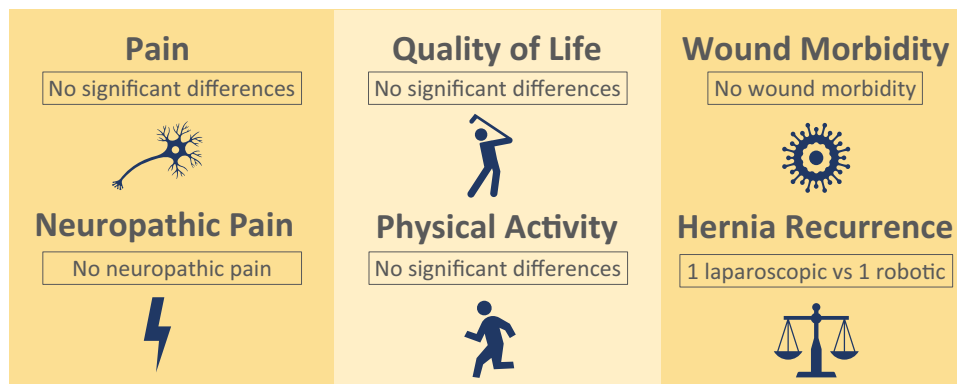 Pain
No significant differences
Quality of Life
No significant differences
Wound Morbidity
No wound morbidity
Neuropathic Pain
No neuropathic pain
Physical Activity
No significant differences
Hernia Recurrence
1 laparoscopic vs 1 robotic